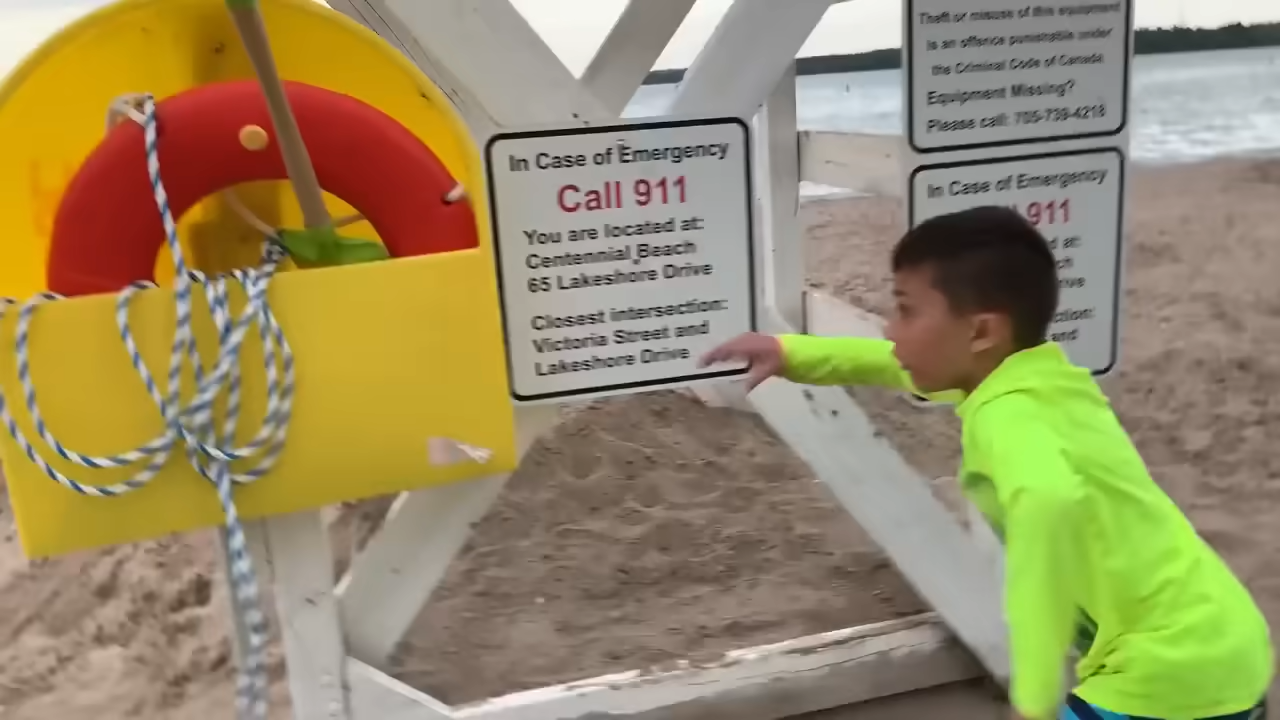 In Case of Emergency
Call 911
You are located at:
Centennial Beach
65 Lakeshore Drive
Closest intersection:
Victoria Street and
Lakeshore Drive
Theft or misuse of this equipment
is an offence punishable under
the Criminal Code of Canada
Equipment Missing?
Please call: 705-739-4218
In Case of Emergency
911
at:
and